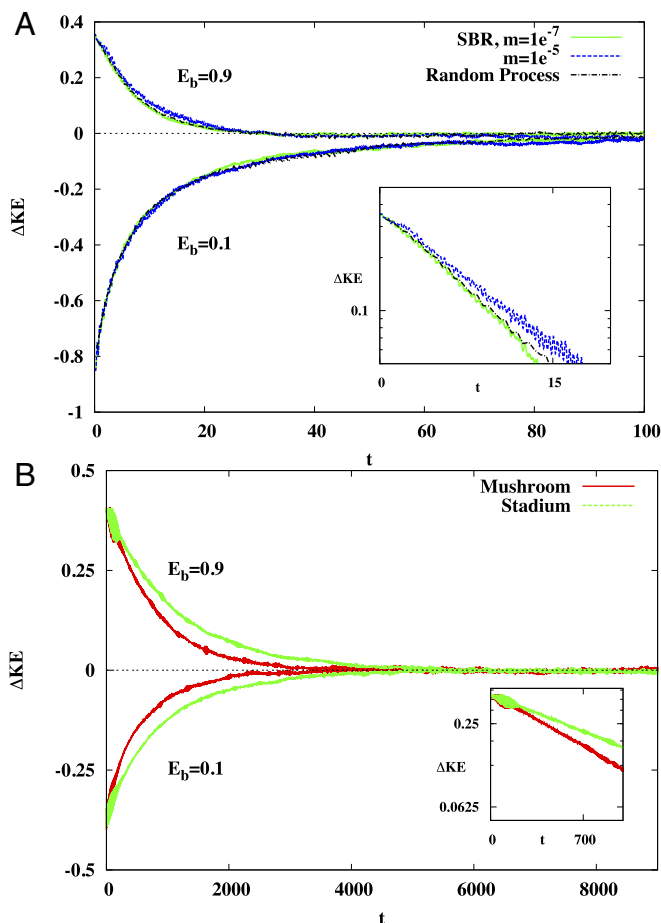 A
SBR, m=1e⁻⁷
m=1e⁻⁵
Random Process
0.4
0.2
0
-0.2
-0.4
-0.6
-0.8
-1
ΔKE
E_b=0.9
E_b=0.1
ΔKE
0.1
0
t
15
0
20
40
60
80
100
t
B
Mushroom
Stadium
0.5
0.25
0
-0.25
-0.5
ΔKE
E_b=0.9
E_b=0.1
0.25
ΔKE
0.0625
0
t
700
0
2000
4000
6000
8000
t